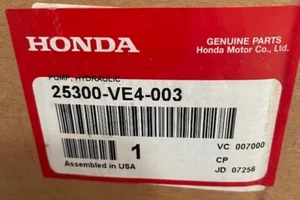 HONDA
GENUINE PARTS
Honda Motor Co., Ltd.
PUMP, HYDRAULIC
25300-VE4-003
1
VC 007000
CP
Assembled in USA
JD 07256